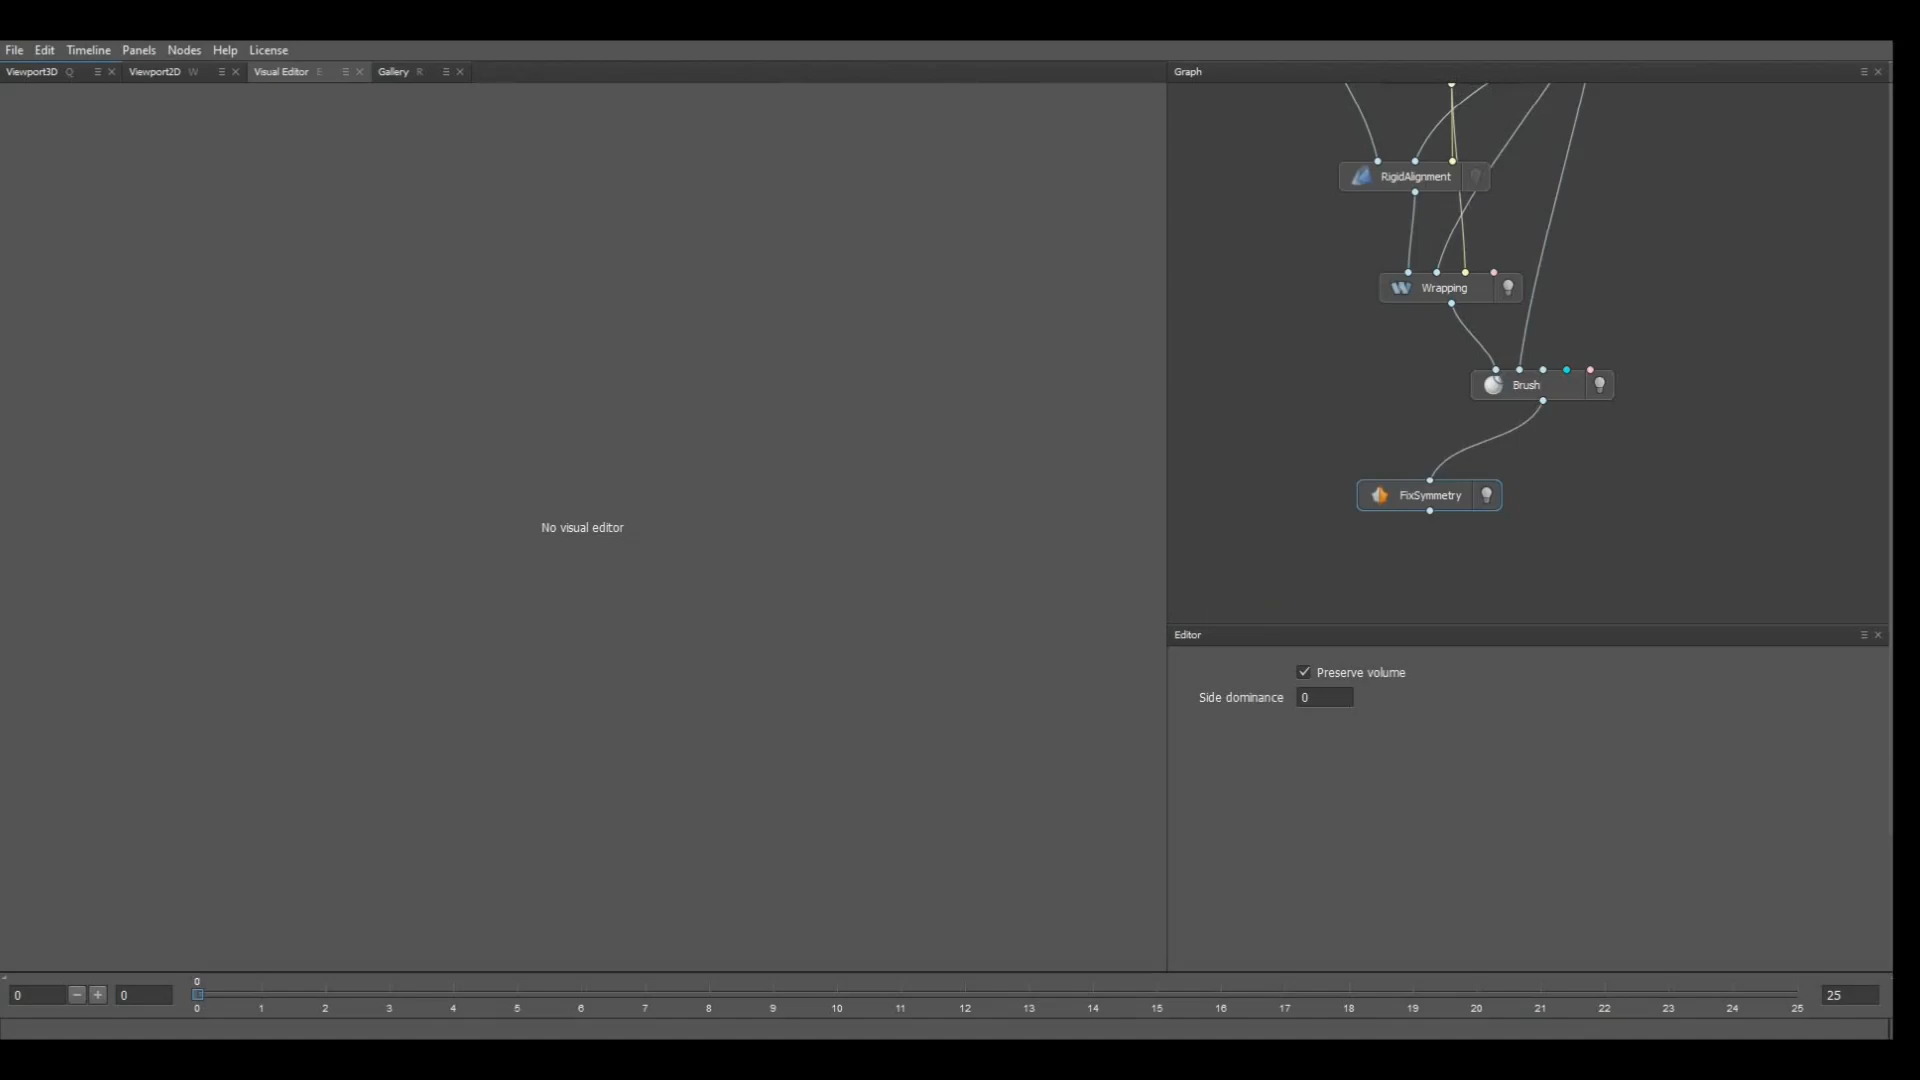 File Edit Timeline Panels Nodes Help License
Viewport3D Q Viewport2D W Visual Editor E Gallery R
Graph
RigidAlignment
Wrapping
Brush
FixSymmetry
No visual editor
Editor
Preserve volume
Side dominance 0
0
0 − + 0 25
0 1 2 3 4 5 6 7 8 9 10 11 12 13 14 15 16 17 18 19 20 21 22 23 24 25